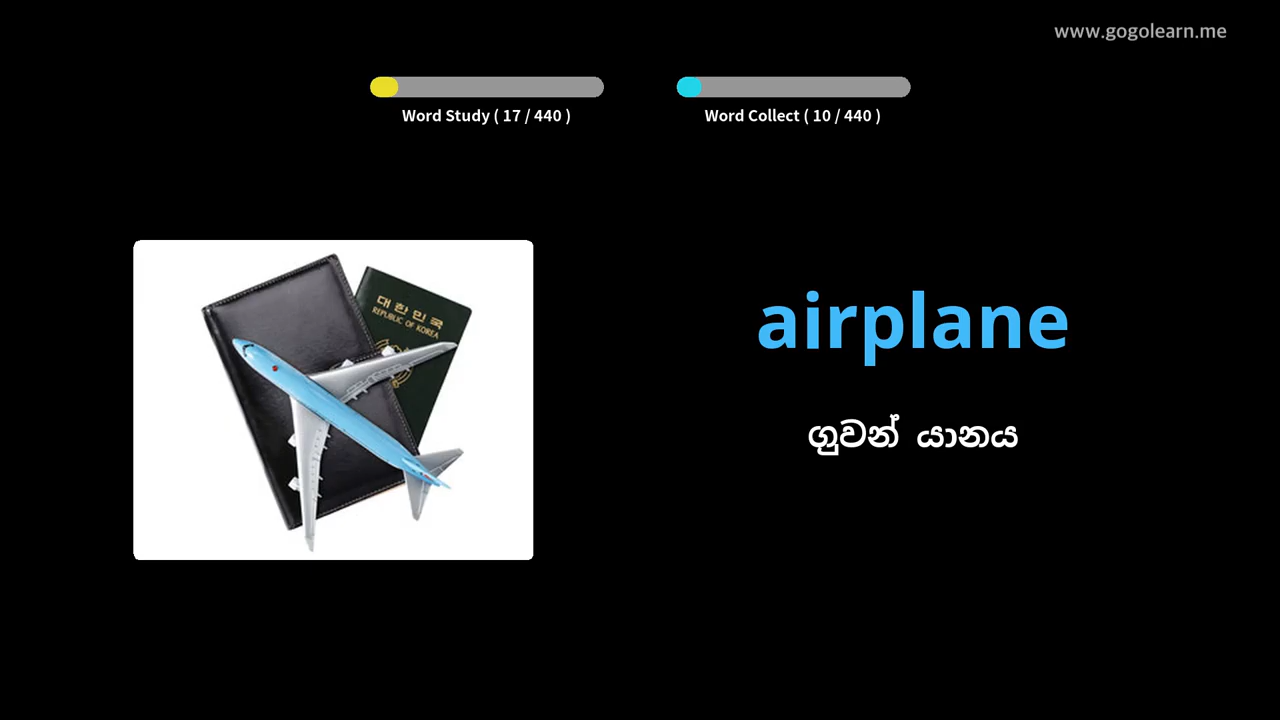 www.gogolearn.me
Word Study ( 17 / 440 )
Word Collect ( 10 / 440 )
대한민국
REPUBLIC OF KOREA
airplane
ගුවන් යානය